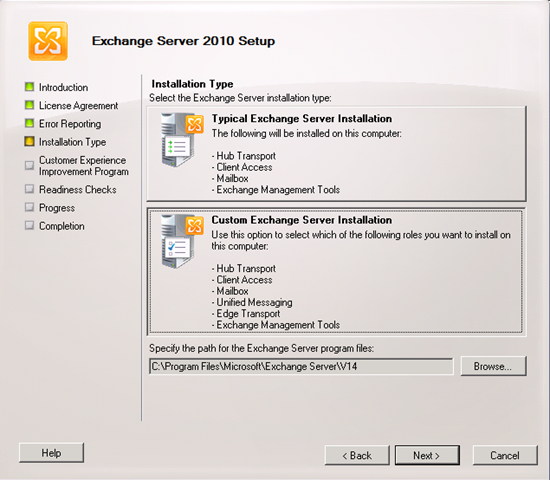 Exchange Server 2010 Setup
Introduction
License Agreement
Error Reporting
Installation Type
Customer Experience
Improvement Program
Readiness Checks
Progress
Completion
Installation Type
Select the Exchange Server installation type:
Typical Exchange Server Installation
The following will be installed on this computer:
- Hub Transport
- Client Access
- Mailbox
- Exchange Management Tools
Custom Exchange Server Installation
Use this option to select which of the following roles you want to install on
this computer:
- Hub Transport
- Client Access
- Mailbox
- Unified Messaging
- Edge Transport
- Exchange Management Tools
Specify the path for the Exchange Server program files:
C:\Program Files\Microsoft\Exchange Server\V14
Browse...
Help
< Back
Next >
Cancel